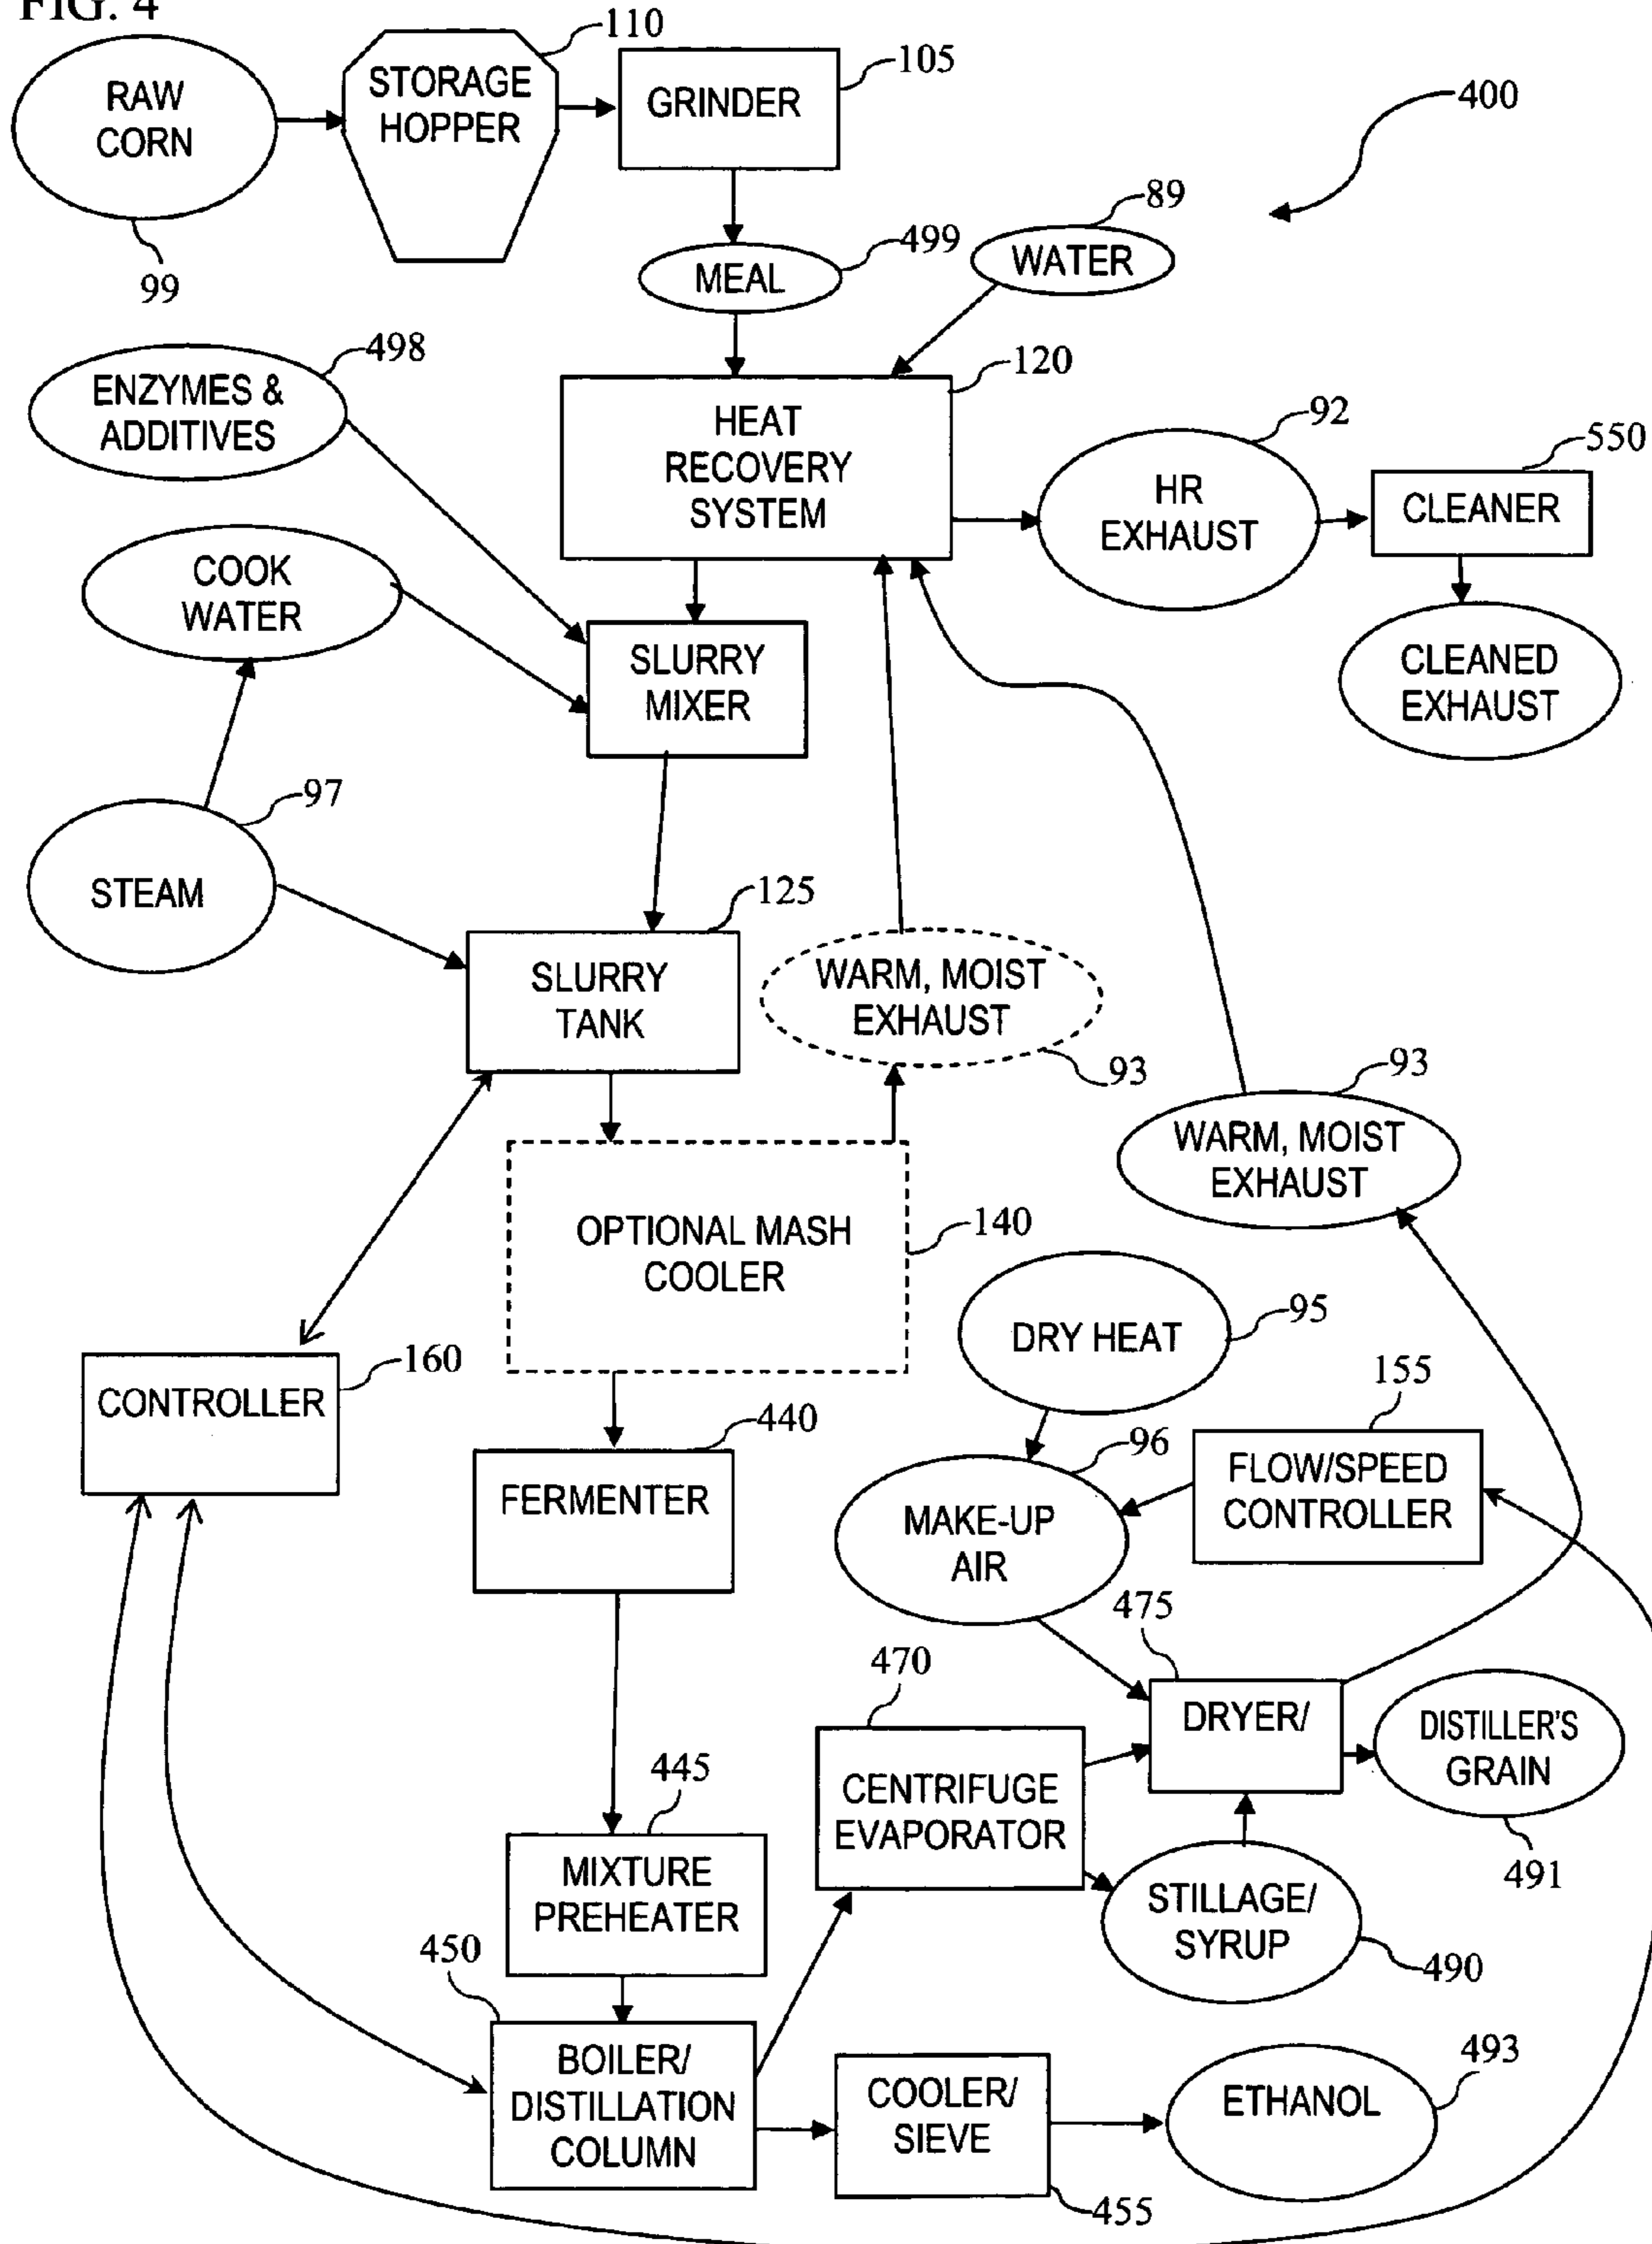 FIG. 4
110
RAW
CORN
STORAGE
HOPPER
GRINDER
105
400
99
89
WATER
499
MEAL
498
ENZYMES &
ADDITIVES
120
HEAT
RECOVERY
SYSTEM
92
HR
EXHAUST
550
CLEANER
COOK
WATER
SLURRY
MIXER
CLEANED
EXHAUST
97
STEAM
125
SLURRY
TANK
WARM, MOIST
EXHAUST
93
93
WARM, MOIST
EXHAUST
OPTIONAL MASH
COOLER
140
DRY HEAT
95
160
CONTROLLER
155
FLOW/SPEED
CONTROLLER
440
FERMENTER
96
MAKE-UP
AIR
475
DRYER/
470
CENTRIFUGE
EVAPORATOR
DISTILLER'S
GRAIN
491
445
MIXTURE
PREHEATER
STILLAGE/
SYRUP
490
450
BOILER/
DISTILLATION
COLUMN
COOLER/
SIEVE
455
493
ETHANOL